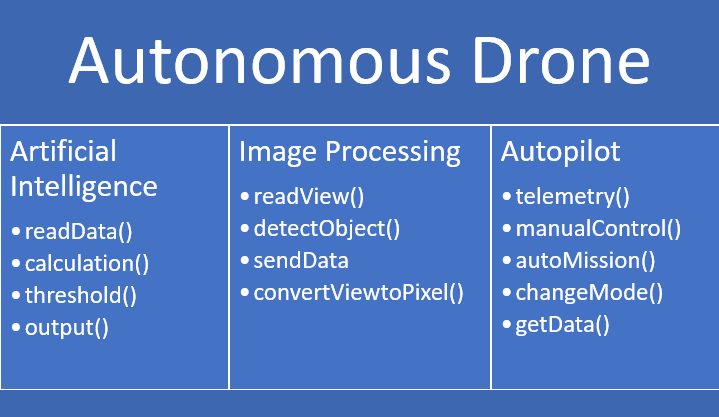 Autonomous Drone
Artificial
Intelligence
• readData()
• calculation()
• threshold()
• output()
Image Processing
• readView()
• detectObject()
• sendData
• convertViewtoPixel()
Autopilot
• telemetry()
• manualControl()
• autoMission()
• changeMode()
• getData()